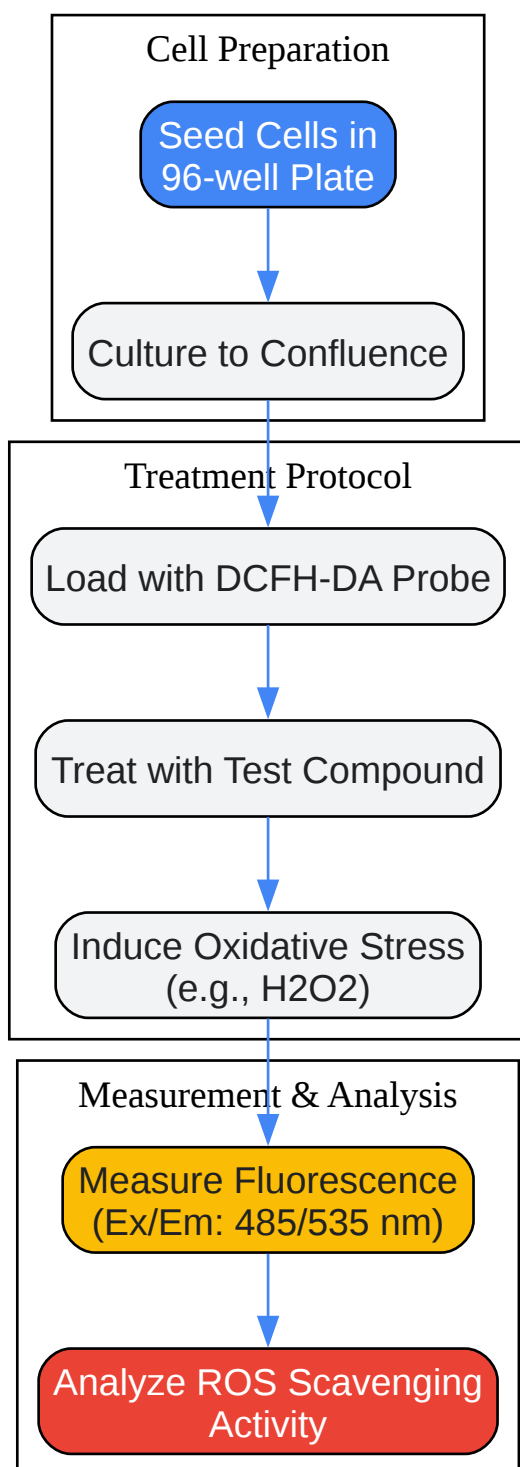 Cell Preparation
Seed Cells in
96-well Plate
Culture to Confluence
Treatment Protocol
Load with DCFH-DA Probe
Treat with Test Compound
Induce Oxidative Stress
(e.g., H2O2)
Measurement & Analysis
Measure Fluorescence
(Ex/Em: 485/535 nm)
Analyze ROS Scavenging
Activity